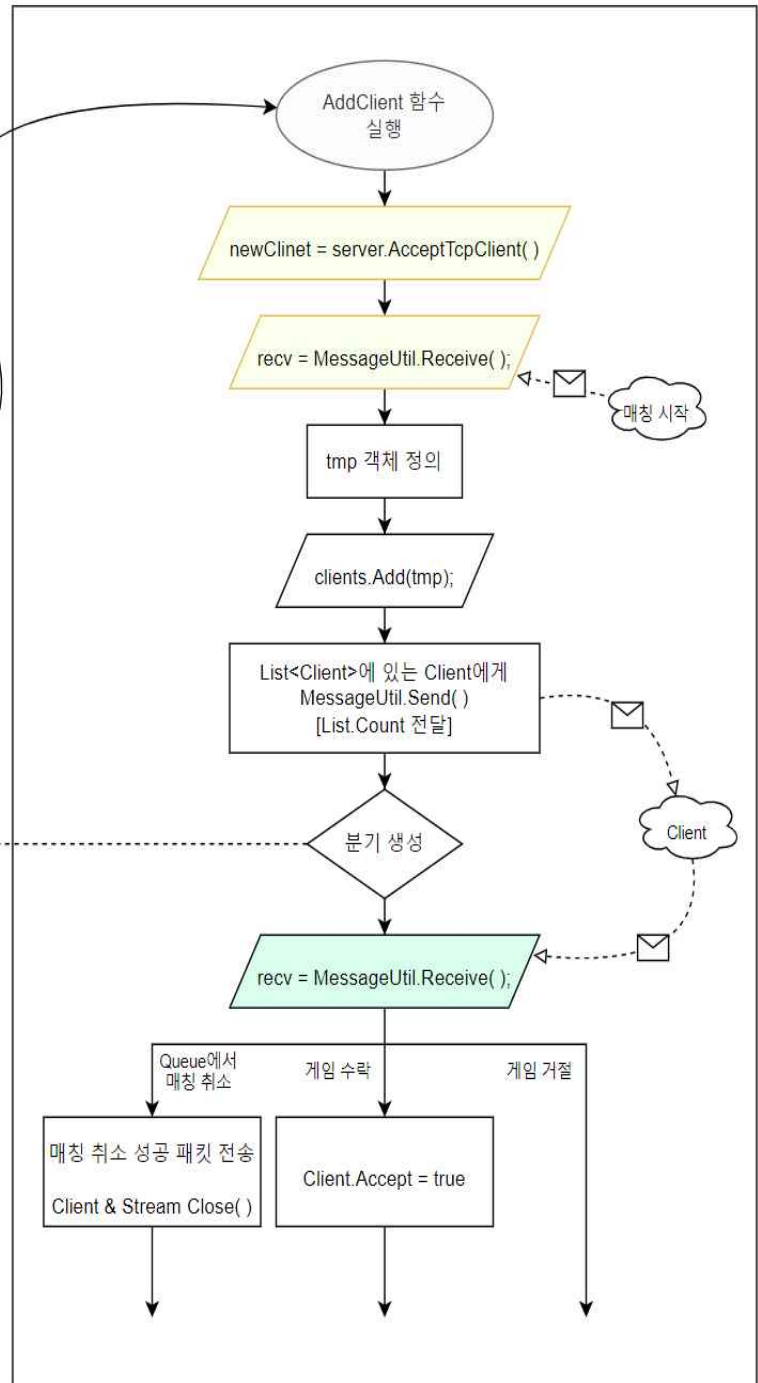 AddClient 함수
실행
newClinet = server.AcceptTcpClient( )
recv = MessageUtil.Receive( );
매칭 시작
tmp 객체 정의
clients.Add(tmp);
List<Client>에 있는 Client에게
MessageUtil.Send( )
[List.Count 전달]
Client
분기 생성
recv = MessageUtil.Receive( );
Queue에서
매칭 취소
게임 수락
게임 거절
매칭 취소 성공 패킷 전송
Client & Stream Close( )
Client.Accept = true